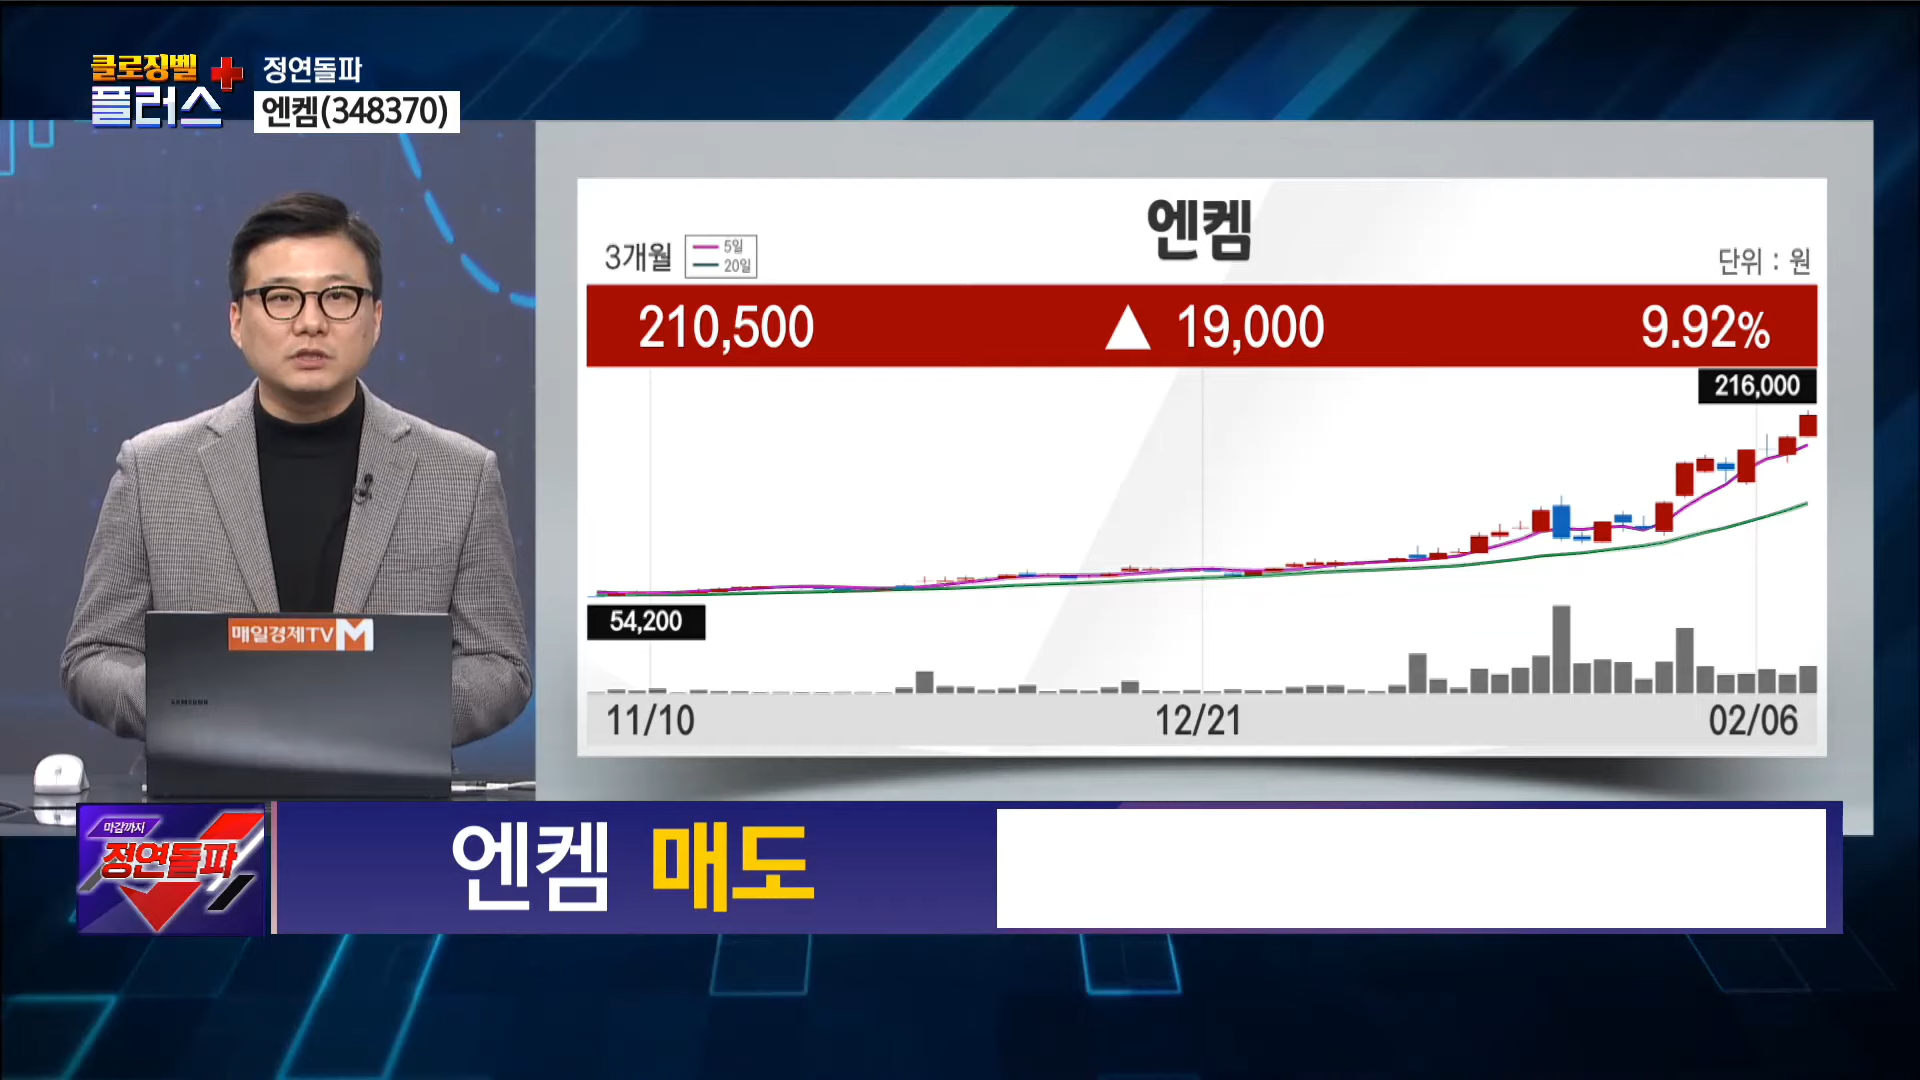 클로징벨
플러스
정연돌파
엔켐(348370)
엔켐
3개월
5일
20일
단위 : 원
210,500 ▲ 19,000 9.92%
216,000
54,200
11/10 12/21 02/06
매일경제TV M
SAMSUNG
마감까지
정연돌파
엔켐 매도